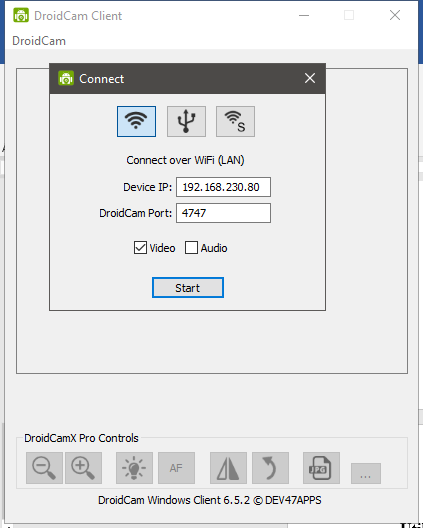 DroidCam Client
DroidCam
Connect
S
Connect over WiFi (LAN)
Device IP: 192.168.230.80
DroidCam Port: 4747
Video Audio
Start
DroidCamX Pro Controls
AF
JPG
...
DroidCam Windows Client 6.5.2 © DEV47APPS